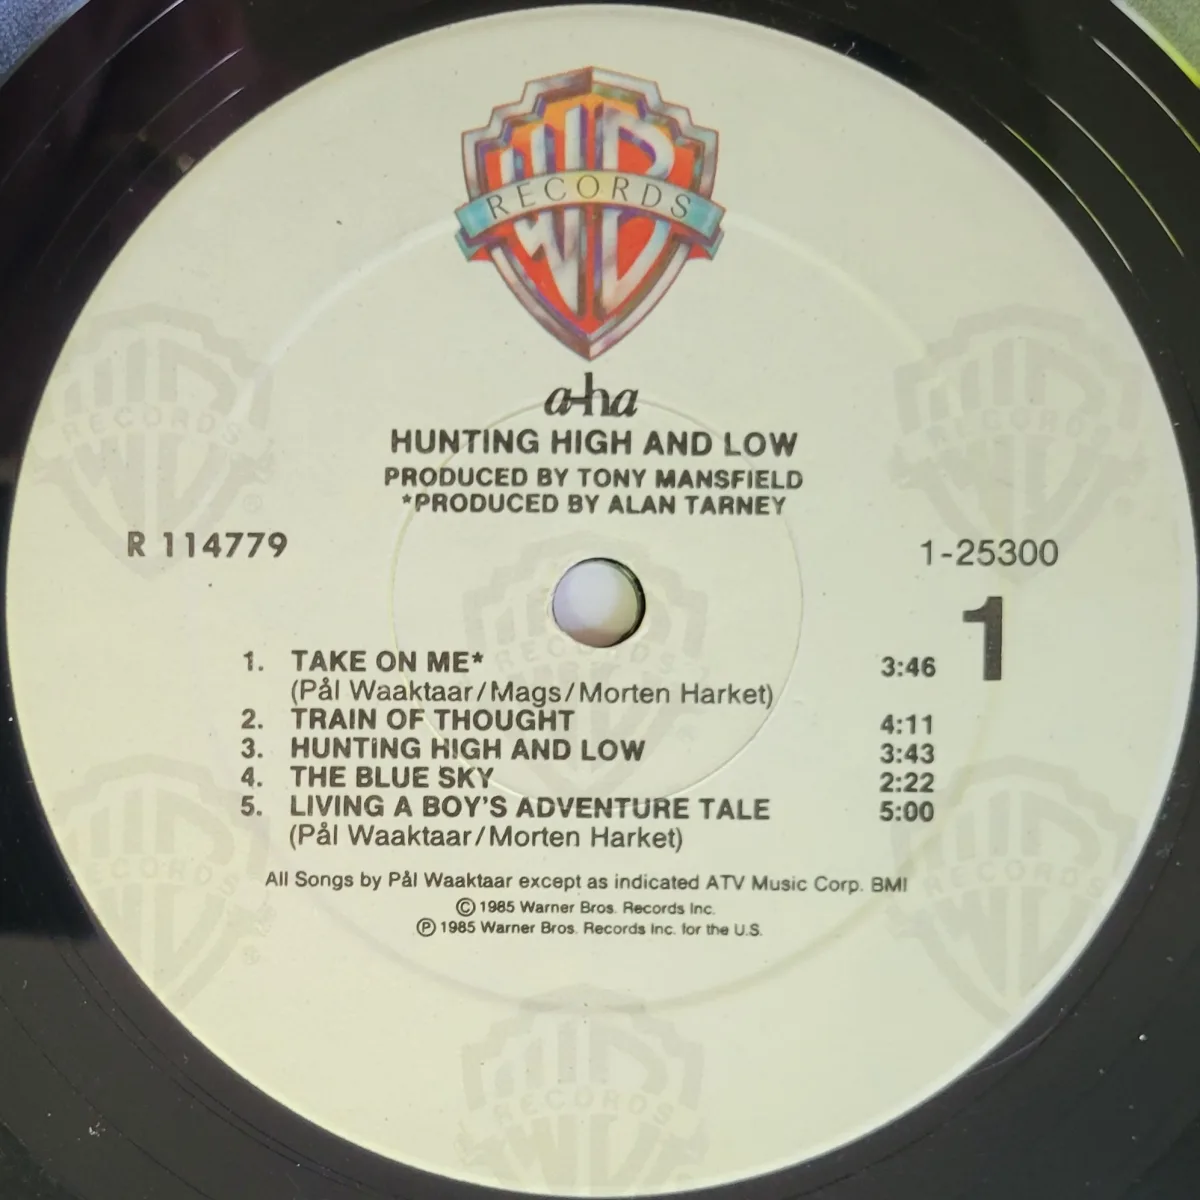 WB
RECORDS
a-ha
HUNTING HIGH AND LOW
PRODUCED BY TONY MANSFIELD
*PRODUCED BY ALAN TARNEY
R 114779
1-25300
1
1. TAKE ON ME* 3:46
(Pål Waaktaar/Mags/Morten Harket)
2. TRAIN OF THOUGHT 4:11
3. HUNTING HIGH AND LOW 3:43
4. THE BLUE SKY 2:22
5. LIVING A BOY'S ADVENTURE TALE 5:00
(Pål Waaktaar/Morten Harket)
All Songs by Pål Waaktaar except as indicated ATV Music Corp. BMI
© 1985 Warner Bros. Records Inc.
℗ 1985 Warner Bros. Records Inc. for the U.S.